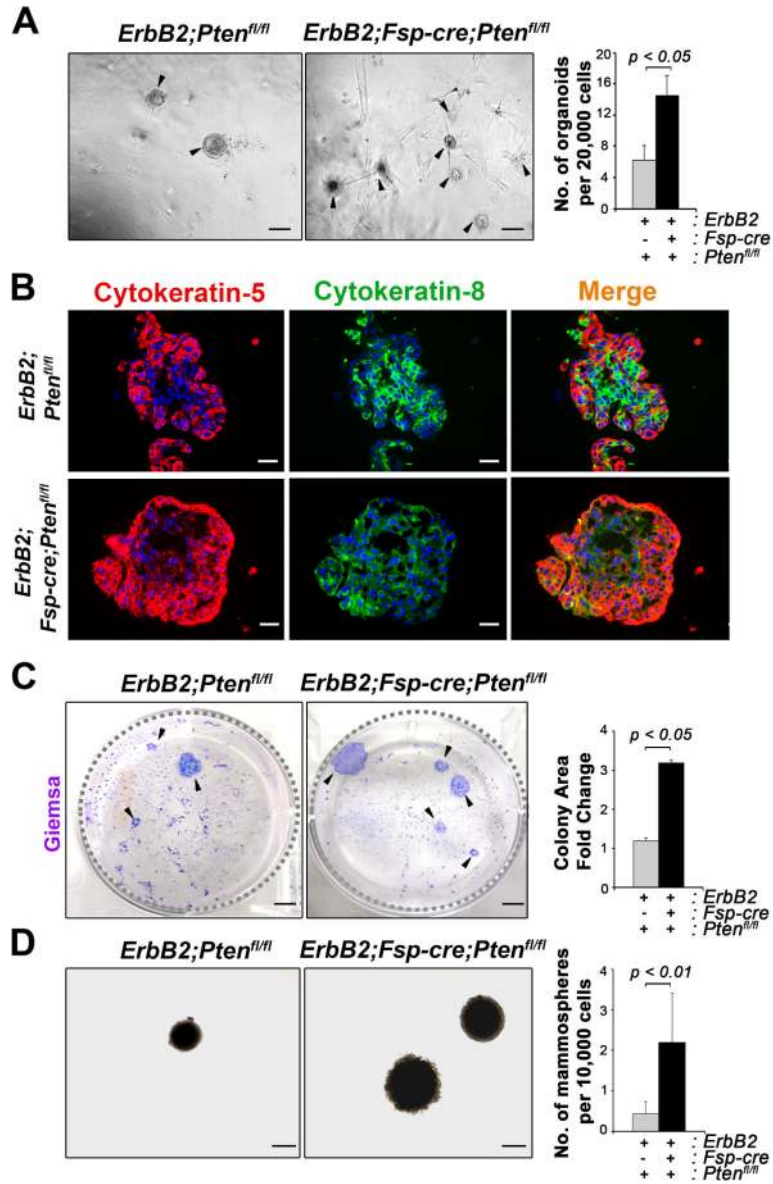 A
ErbB2;Pten^fl/fl
ErbB2;Fsp-cre;Pten^fl/fl
p < 0.05
No. of organoids
per 20,000 cells
20
16
12
8
4
0
+ + : ErbB2
- + : Fsp-cre
+ + : Pten^fl/fl
B
Cytokeratin-5
Cytokeratin-8
Merge
ErbB2;
Pten^fl/fl
ErbB2;
Fsp-cre;Pten^fl/fl
C
ErbB2;Pten^fl/fl
ErbB2;Fsp-cre;Pten^fl/fl
Giemsa
p < 0.05
Colony Area
Fold Change
4
3
2
1
0
+ + : ErbB2
- + : Fsp-cre
+ + : Pten^fl/fl
D
ErbB2;Pten^fl/fl
ErbB2;Fsp-cre;Pten^fl/fl
p < 0.01
No. of mammospheres
per 10,000 cells
4
3
2
1
0
+ + : ErbB2
- + : Fsp-cre
+ + : Pten^fl/fl